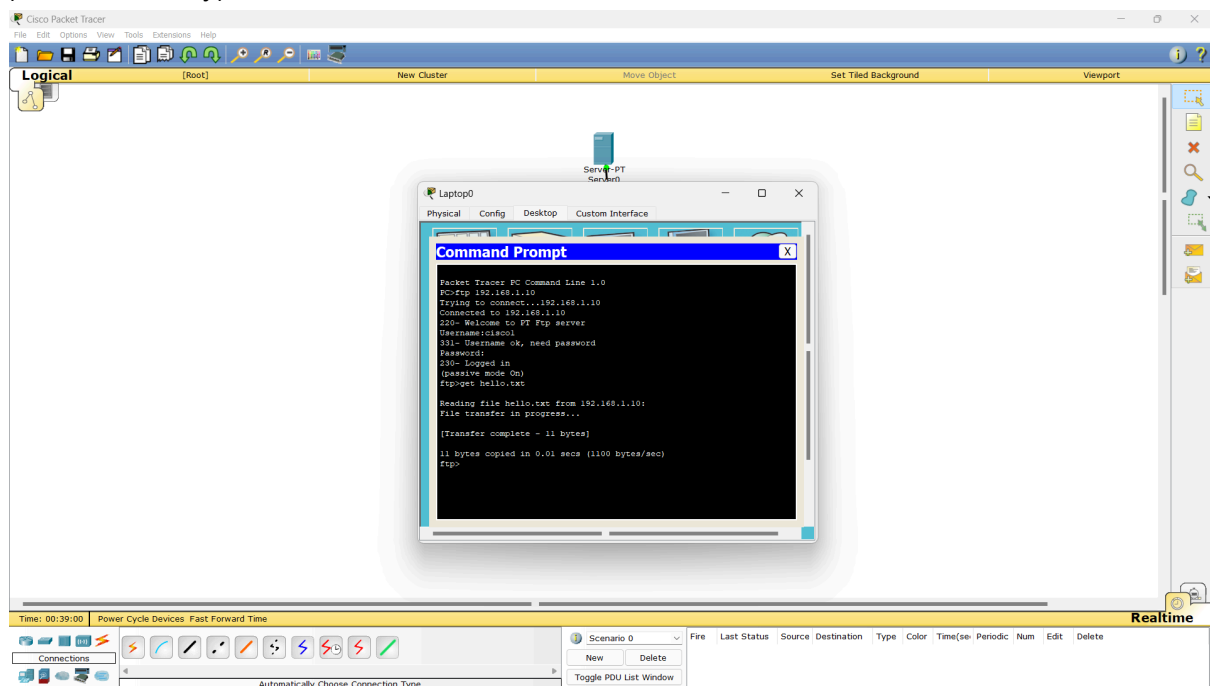 Cisco Packet Tracer
File Edit Options View Tools Extensions Help
Logical [Root] New Cluster Move Object Set Tiled Background Viewport
Server-PT
Server0
Laptop0
Physical Config Desktop Custom Interface
Command Prompt X
Packet Tracer PC Command Line 1.0
PC>ftp 192.168.1.10
Trying to connect...192.168.1.10
Connected to 192.168.1.10
220- Welcome to PT Ftp server
Username:cisco1
331- Username ok, need password
Password:
230- Logged in
(passive mode On)
ftp>get hello.txt
Reading file hello.txt from 192.168.1.10:
File transfer in progress...
[Transfer complete - 11 bytes]
11 bytes copied in 0.01 secs (1100 bytes/sec)
ftp>
Time: 00:39:00 Power Cycle Devices Fast Forward Time Realtime
Scenario 0 Fire Last Status Source Destination Type Color Time(se Periodic Num Edit Delete
Connections New Delete
Toggle PDU List Window
Automatically Choose Connection Type